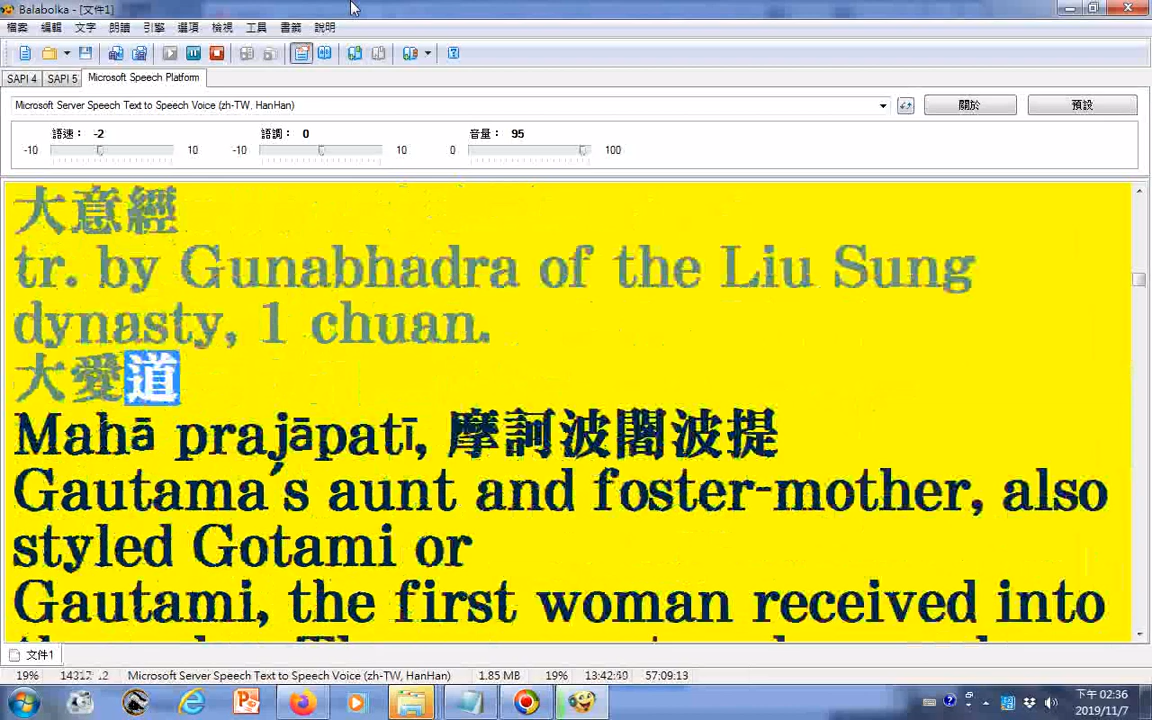 Balabolka - [文件1]
檔案 編輯 文字 朗讀 引擎 選項 檢視 工具 書籤 說明
SAPI 4 SAPI 5 Microsoft Speech Platform
Microsoft Server Speech Text to Speech Voice (zh-TW, HanHan) 關於 預設
語速： -2 語調： 0 音量： 95
-10 10 -10 10 0 100
大意經
tr. by Gunabhadra of the Liu Sung
dynasty, 1 chuan.
大愛道
Mahā prajāpatī, 摩訶波闍波提
Gautama's aunt and foster-mother, also
styled Gotami or
Gautami, the first woman received into
文件1
19% Microsoft Server Speech Text to Speech Voice (zh-TW, HanHan) 1.85 MB 19% 57:09:13
下午 02:36
2019/11/7